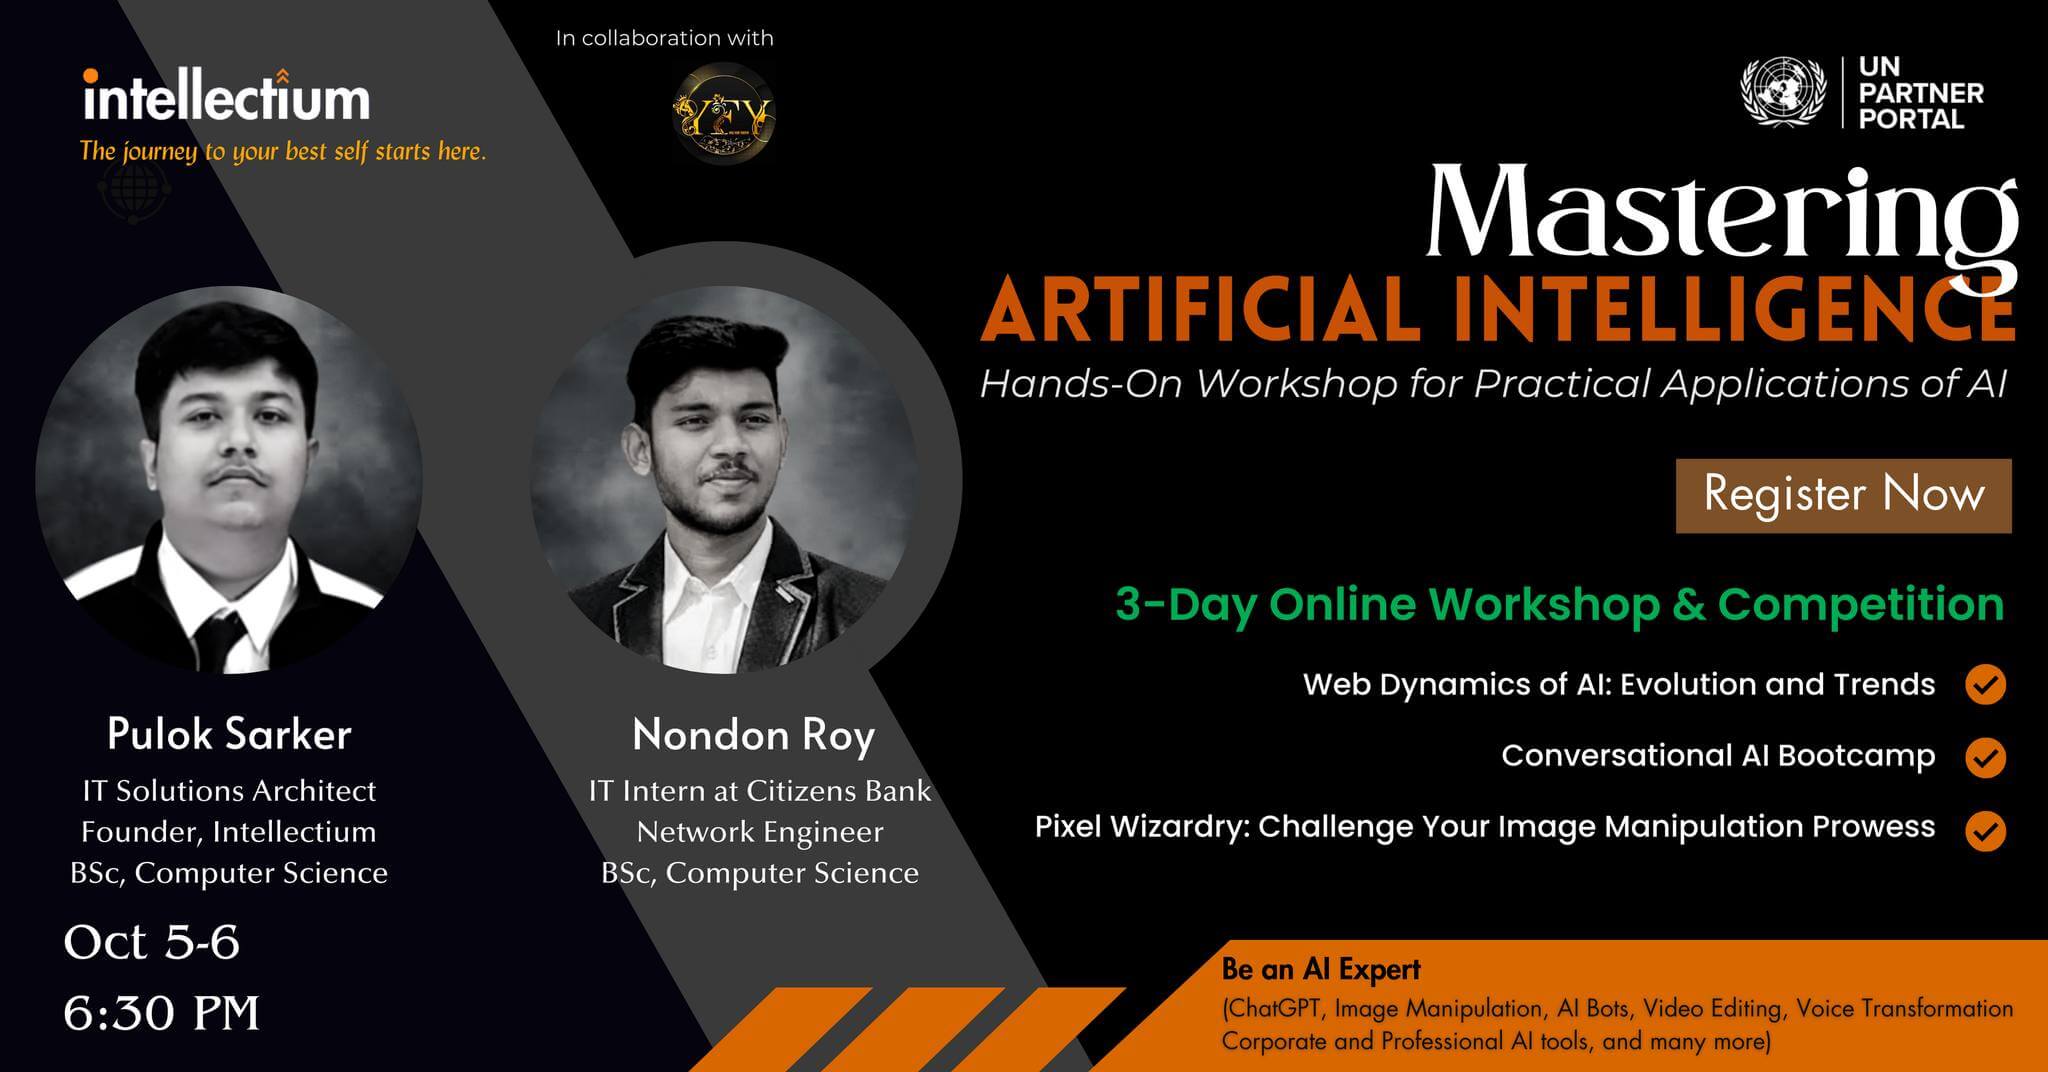 In collaboration with
intellectium
The journey to your best self starts here.
YFY
UN
PARTNER
PORTAL
Mastering
ARTIFICIAL INTELLIGENCE
Hands-On Workshop for Practical Applications of AI
Register Now
3-Day Online Workshop & Competition
Web Dynamics of AI: Evolution and Trends
Conversational AI Bootcamp
Pixel Wizardry: Challenge Your Image Manipulation Prowess
Pulok Sarker
IT Solutions Architect
Founder, Intellectium
BSc, Computer Science
Nondon Roy
IT Intern at Citizens Bank
Network Engineer
BSc, Computer Science
Oct 5-6
6:30 PM
Be an AI Expert
(ChatGPT, Image Manipulation, AI Bots, Video Editing, Voice Transformation
Corporate and Professional AI tools, and many more)